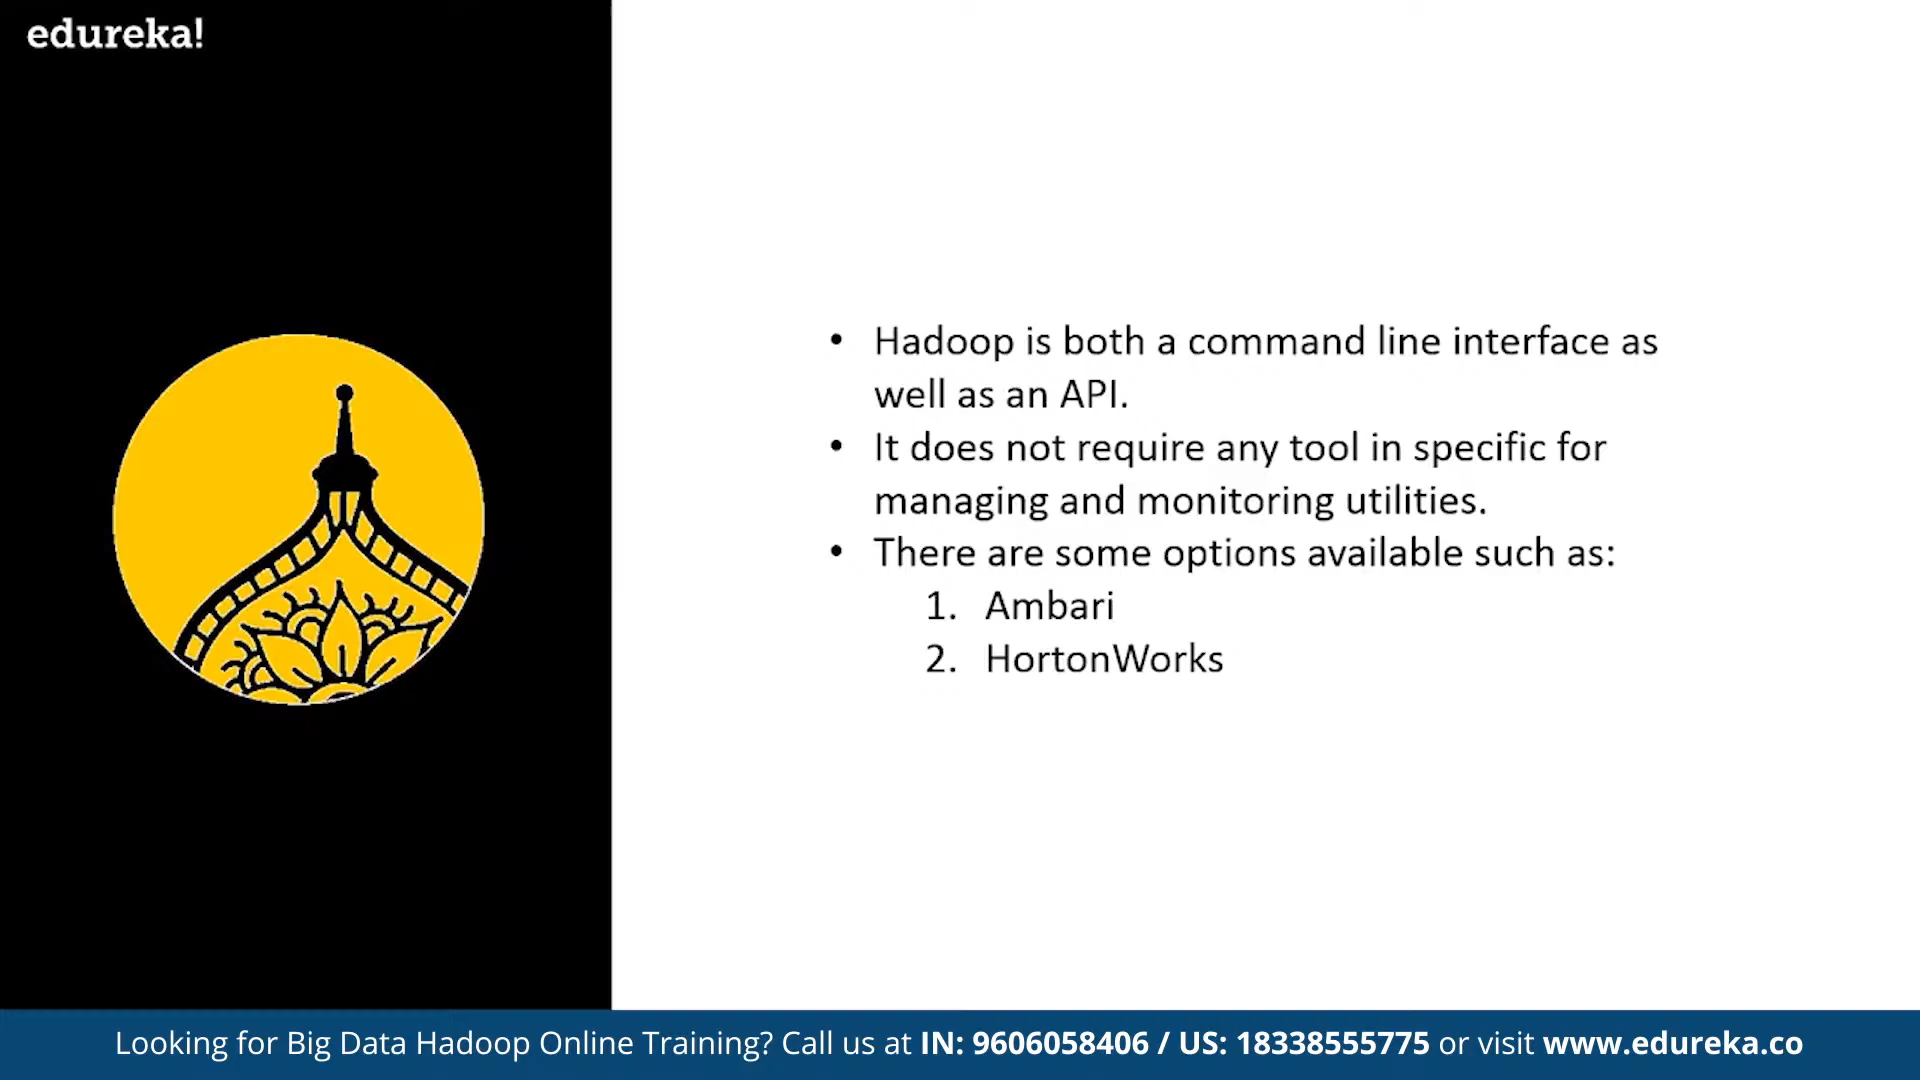 edureka!
• Hadoop is both a command line interface as
well as an API.
• It does not require any tool in specific for
managing and monitoring utilities.
• There are some options available such as:
1. Ambari
2. HortonWorks
Looking for Big Data Hadoop Online Training? Call us at IN: 9606058406 / US: 18338555775 or visit www.edureka.co